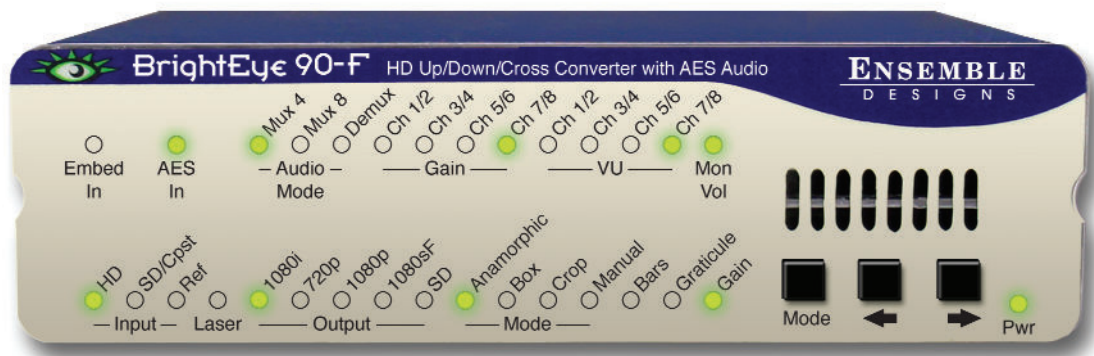 BrightEye 90-F HD Up/Down/Cross Converter with AES Audio
ENSEMBLE
DESIGNS
Mux 4 Mux 8 Demux Ch 1/2 Ch 3/4 Ch 5/6 Ch 7/8 Ch 1/2 Ch 3/4 Ch 5/6 Ch 7/8
Embed In
AES In
Audio Mode
Gain
VU
Mon Vol
HD SD/Cpst Ref 1080i 720p 1080p 1080sF SD Anamorphic Box Crop Manual Bars Graticule Gain
Input Laser Output Mode
Mode
Pwr